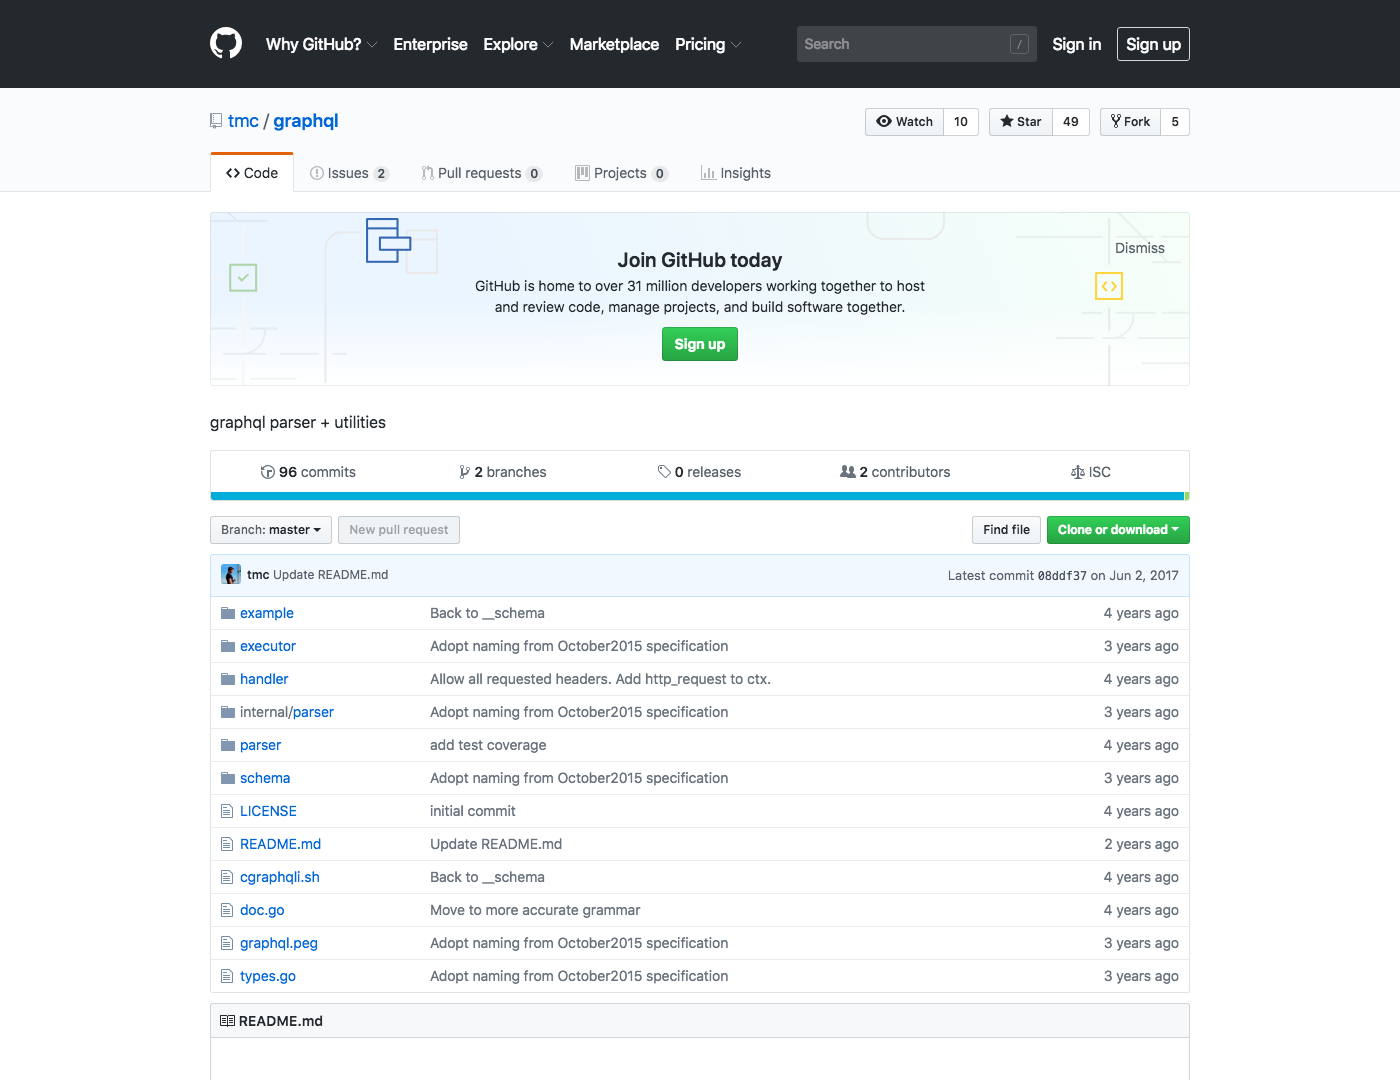 Why GitHub? Enterprise Explore Marketplace Pricing Search / Sign in Sign up
tmc / graphql Watch 10 Star 49 Fork 5
Code Issues 2 Pull requests 0 Projects 0 Insights
Dismiss
Join GitHub today
GitHub is home to over 31 million developers working together to host
and review code, manage projects, and build software together.
Sign up
graphql parser + utilities
96 commits 2 branches 0 releases 2 contributors ISC
Branch: master New pull request Find file Clone or download
tmc Update README.md Latest commit 08ddf37 on Jun 2, 2017
example Back to __schema 4 years ago
executor Adopt naming from October2015 specification 3 years ago
handler Allow all requested headers. Add http_request to ctx. 4 years ago
internal/parser Adopt naming from October2015 specification 3 years ago
parser add test coverage 4 years ago
schema Adopt naming from October2015 specification 3 years ago
LICENSE initial commit 4 years ago
README.md Update README.md 2 years ago
cgraphqli.sh Back to __schema 4 years ago
doc.go Move to more accurate grammar 4 years ago
graphql.peg Adopt naming from October2015 specification 3 years ago
types.go Adopt naming from October2015 specification 3 years ago
README.md